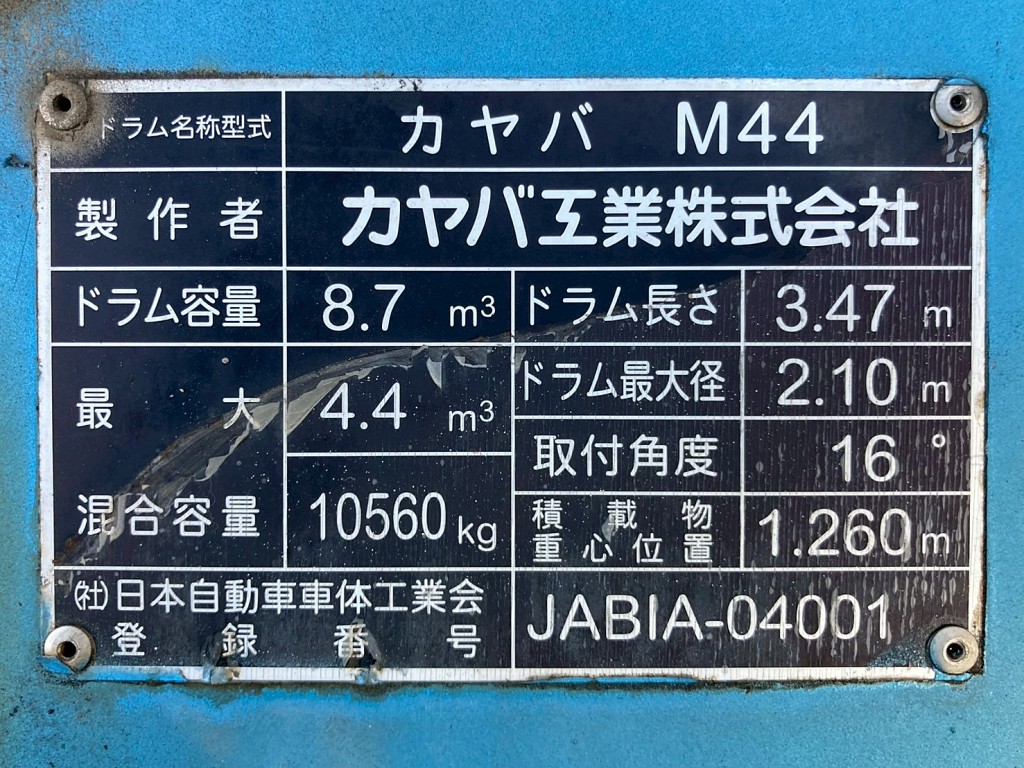 ドラム名称型式 カヤバ M44
製作者 カヤバ工業株式会社
ドラム容量 8.7 m³ ドラム長さ 3.47 m
最大混合容量 4.4 m³ ドラム最大径 2.10 m
10560 kg 取付角度 16°
積載物重心位置 1.260 m
(社)日本自動車車体工業会
登録番号 JABIA-04001